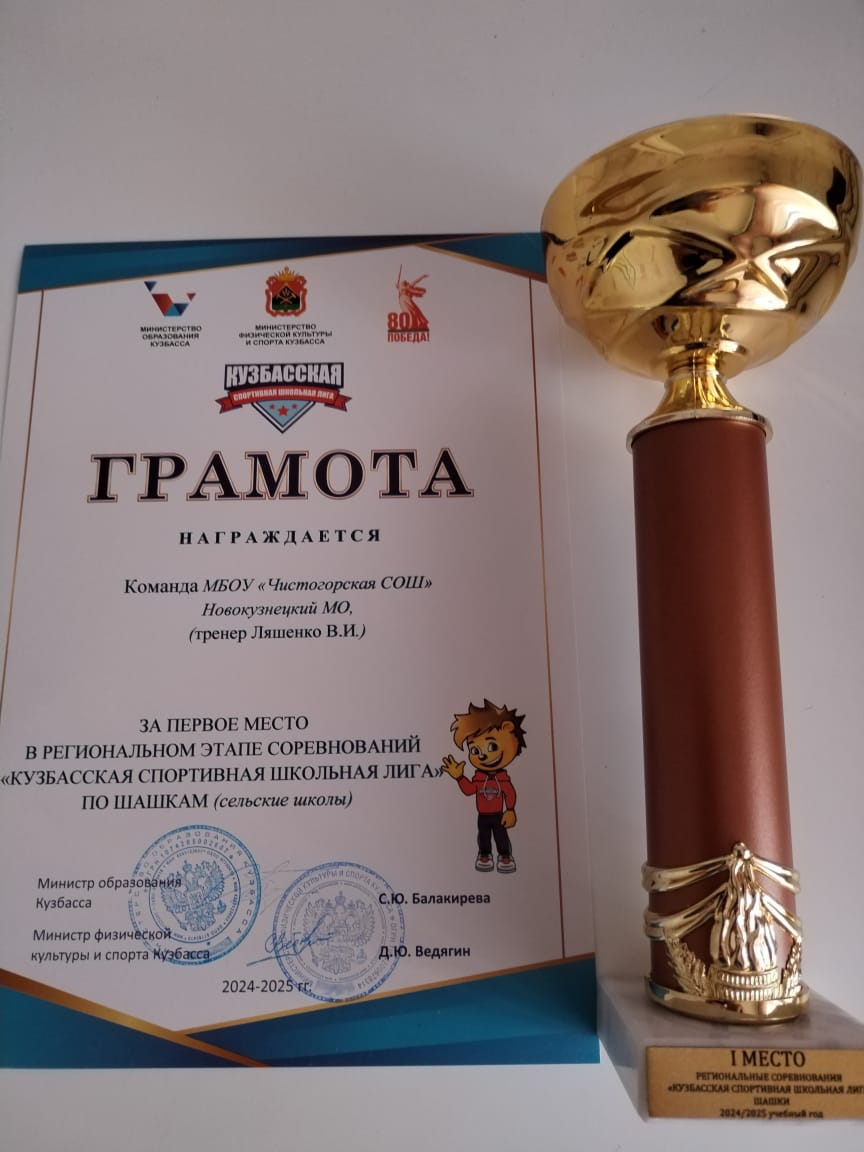 МИНИСТЕРСТВО
ОБРАЗОВАНИЯ
КУЗБАССА
МИНИСТЕРСТВО
ФИЗИЧЕСКОЙ КУЛЬТУРЫ
И СПОРТА КУЗБАССА
80
ПОБЕДА!
КУЗБАССКАЯ
СПОРТИВНАЯ ШКОЛЬНАЯ ЛИГА
ГРАМОТА
НАГРАЖДАЕТСЯ
Команда МБОУ «Чистогорская СОШ»
Новокузнецкий МО,
(тренер Ляшенко В.И.)
ЗА ПЕРВОЕ МЕСТО
В РЕГИОНАЛЬНОМ ЭТАПЕ СОРЕВНОВАНИЙ
«КУЗБАССКАЯ СПОРТИВНАЯ ШКОЛЬНАЯ ЛИГА»
ПО ШАШКАМ (сельские школы)
Министр образования
Кузбасса
С.Ю. Балакирева
Министр физической
культуры и спорта Кузбасса
Д.Ю. Ведягин
2024-2025 гг.
I МЕСТО
РЕГИОНАЛЬНЫЕ СОРЕВНОВАНИЯ
«КУЗБАССКАЯ СПОРТИВНАЯ ШКОЛЬНАЯ ЛИГ
ШАШКИ
2024/2025 учебный год